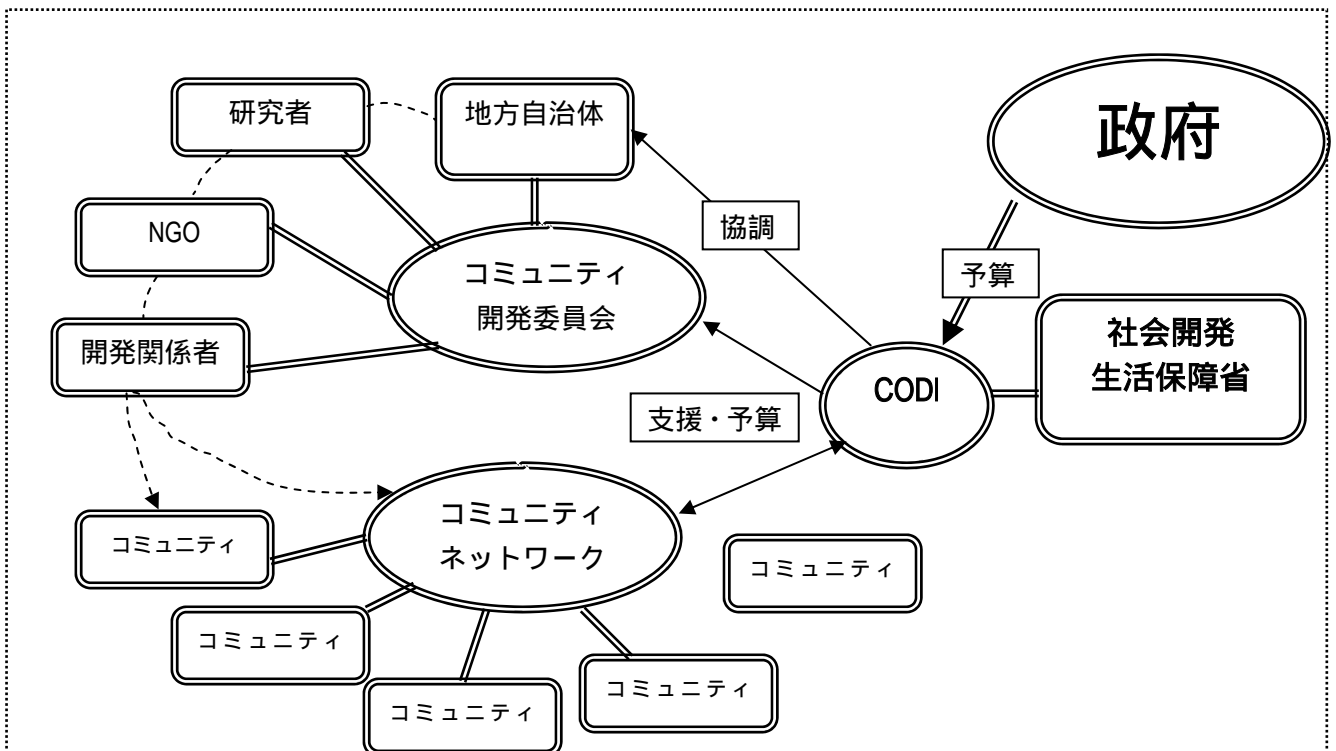 研究者
地方自治体
政府
協調
NGO
コミュニティ
開発委員会
予算
開発関係者
社会開発
生活保障省
CODI
支援・予算
コミュニティ
ネットワーク
コミュニティ
コミュニティ
コミュニティ
コミュニティ
コミュニティ